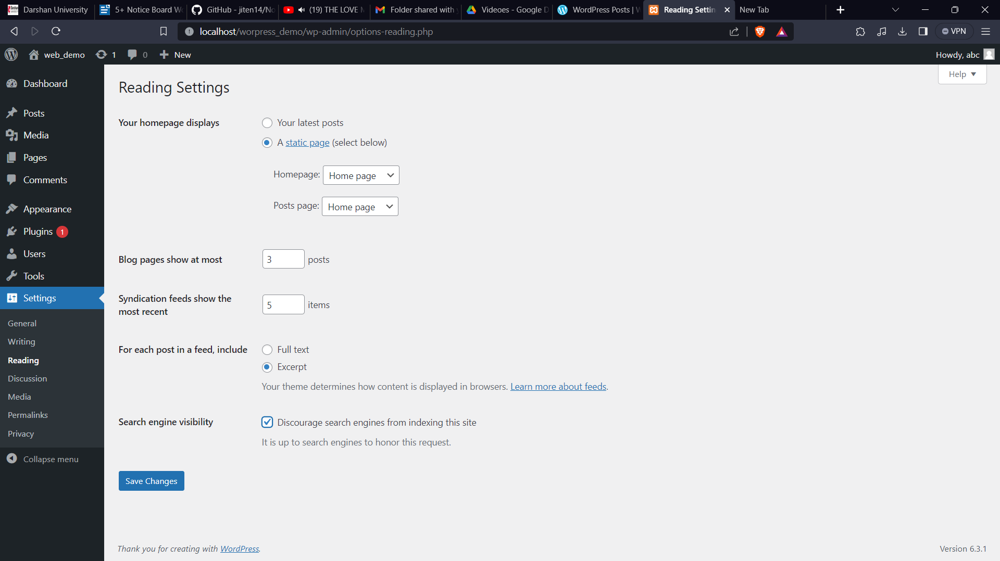 Darshan University
5+ Notice Board W
GitHub - jiten14/No
(19) THE LOVE M
Folder shared with y
Videoes - Google D
WordPress Posts | W
Reading Settin
New Tab
localhost/worpress_demo/wp-admin/options-reading.php
VPN
web_demo
1
0
New
Howdy, abc
Help
Dashboard
Posts
Media
Pages
Comments
Appearance
Plugins 1
Users
Tools
Settings
General
Writing
Reading
Discussion
Media
Permalinks
Privacy
Collapse menu
Reading Settings
Your homepage displays
Your latest posts
A static page (select below)
Homepage: Home page
Posts page: Home page
Blog pages show at most
3 posts
Syndication feeds show the
most recent
5 items
For each post in a feed, include
Full text
Excerpt
Your theme determines how content is displayed in browsers. Learn more about feeds.
Search engine visibility
Discourage search engines from indexing this site
It is up to search engines to honor this request.
Save Changes
Thank you for creating with WordPress.
Version 6.3.1